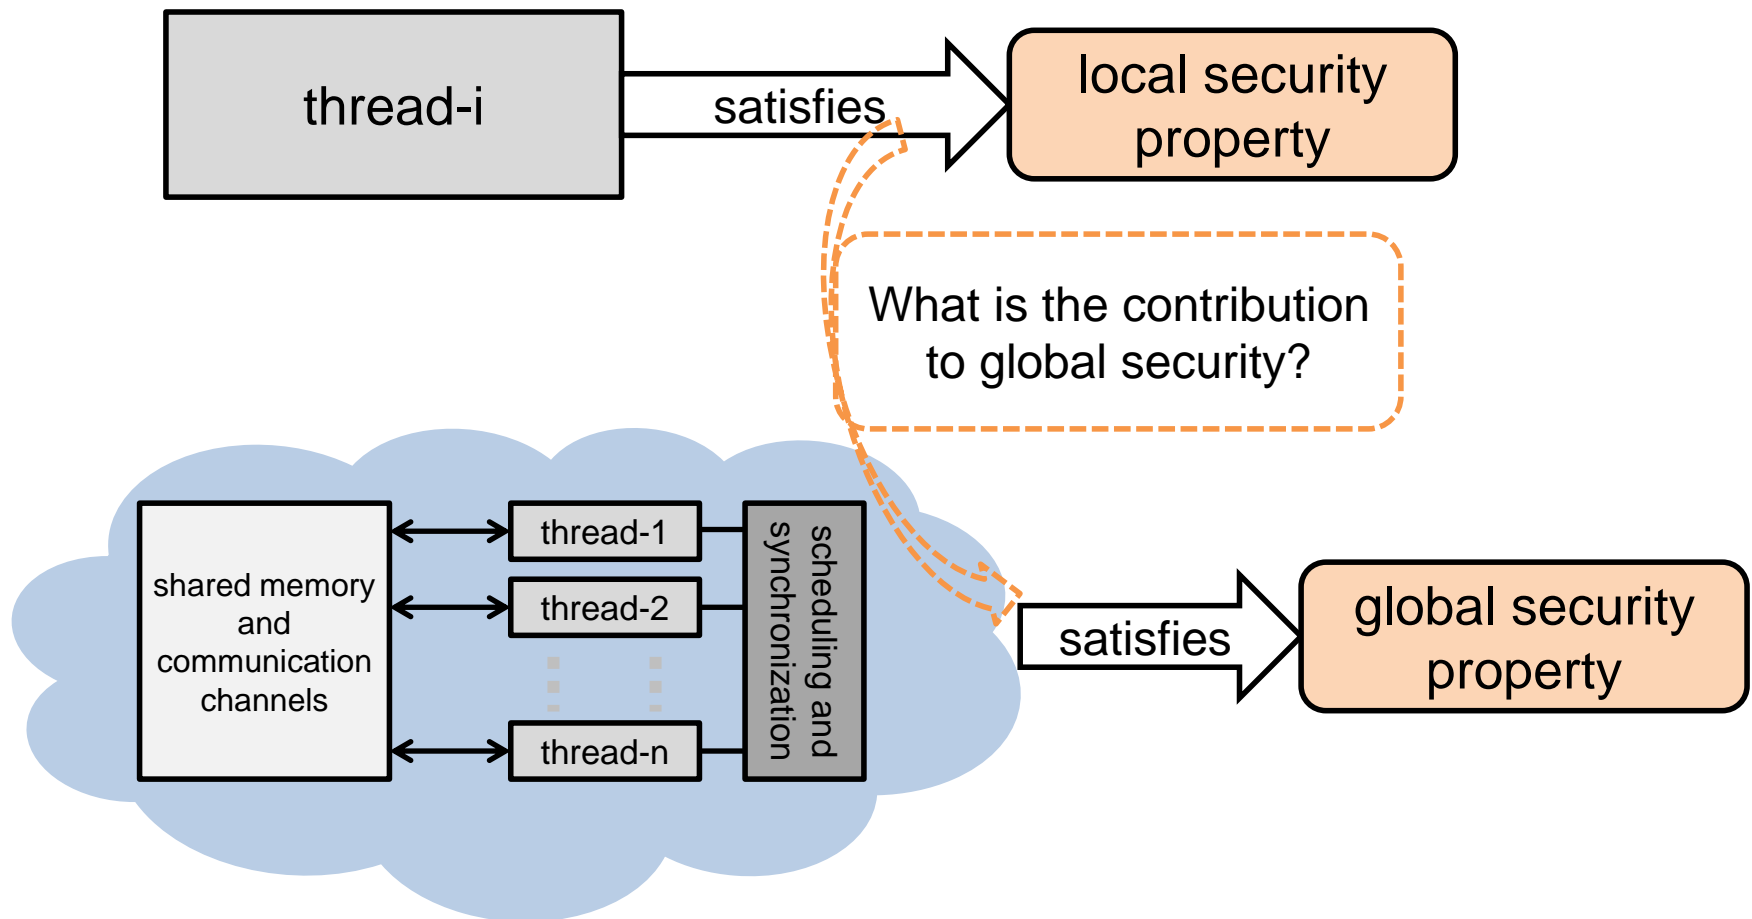 thread-i
satisfies
local security
property
What is the contribution
to global security?
shared memory
and
communication
channels
thread-1
thread-2
thread-n
scheduling and
synchronization
satisfies
global security
property